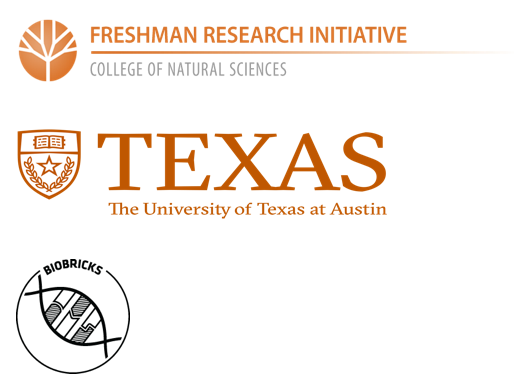 FRESHMAN RESEARCH INITIATIVE
COLLEGE OF NATURAL SCIENCES
TEXAS
The University of Texas at Austin
BIOBRICKS